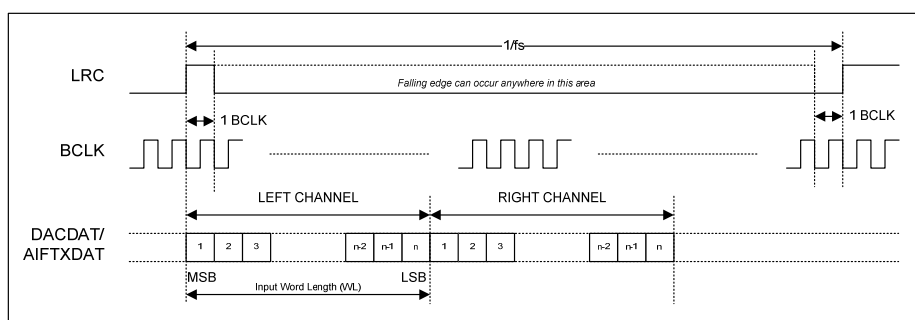 1/fs
LRC
Falling edge can occur anywhere in this area
1 BCLK
1 BCLK
BCLK
LEFT CHANNEL
RIGHT CHANNEL
DACDAT/
AIFTXDAT
1 2 3 n-2 n-1 n 1 2 3 n-2 n-1 n
MSB
LSB
Input Word Length (WL)